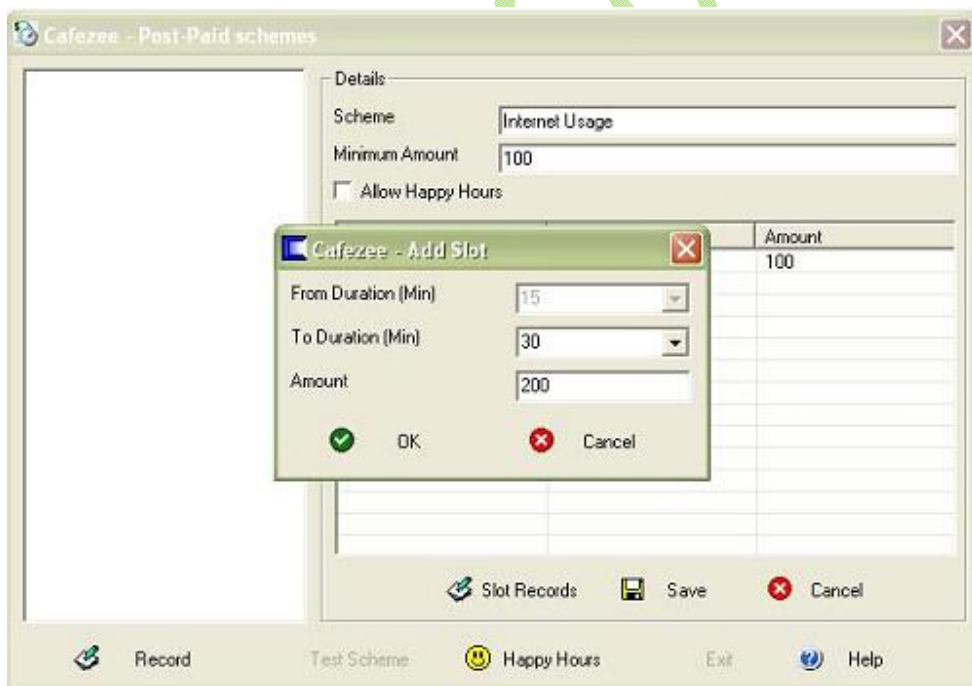 Cafezee - Post-Paid schemes
Details
Scheme
Internet Usage
Minimum Amount
100
Allow Happy Hours
Amount
100
Cafezee - Add Slot
From Duration (Min)
15
To Duration (Min)
30
Amount
200
OK
Cancel
Slot Records
Save
Cancel
Record
Test Scheme
Happy Hours
Exit
Help